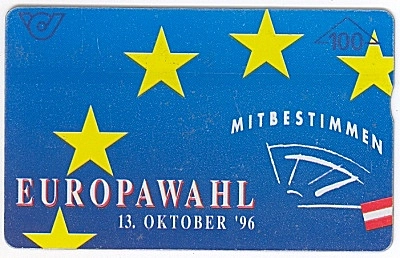 100
MITBESTIMMEN
EUROPAWAHL
13. OKTOBER '96